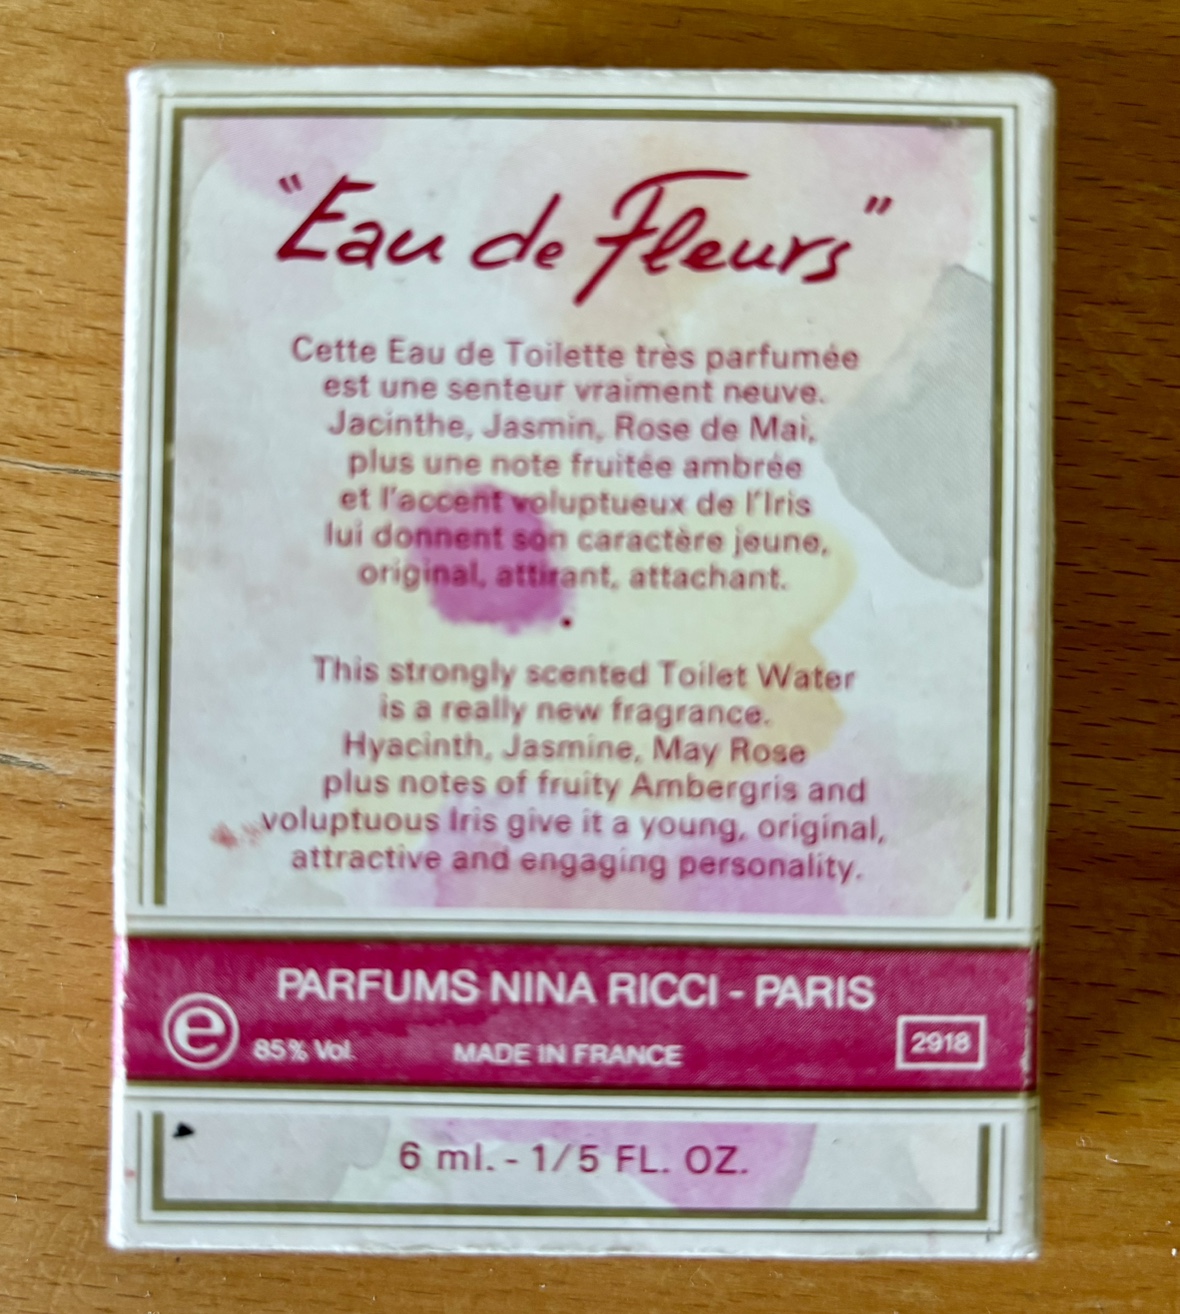 "Eau de Fleurs"
Cette Eau de Toilette très parfumée
est une senteur vraiment neuve.
Jacinthe, Jasmin, Rose de Mai,
plus une note fruitée ambrée
et l'accent voluptueux de l'Iris
lui donnent son caractère jeune,
original, attirant, attachant.
This strongly scented Toilet Water
is a really new fragrance.
Hyacinth, Jasmine, May Rose
plus notes of fruity Ambergris and
voluptuous Iris give it a young, original,
attractive and engaging personality.
PARFUMS NINA RICCI - PARIS
e 85% Vol. MADE IN FRANCE 2918
6 ml. - 1/5 FL. OZ.